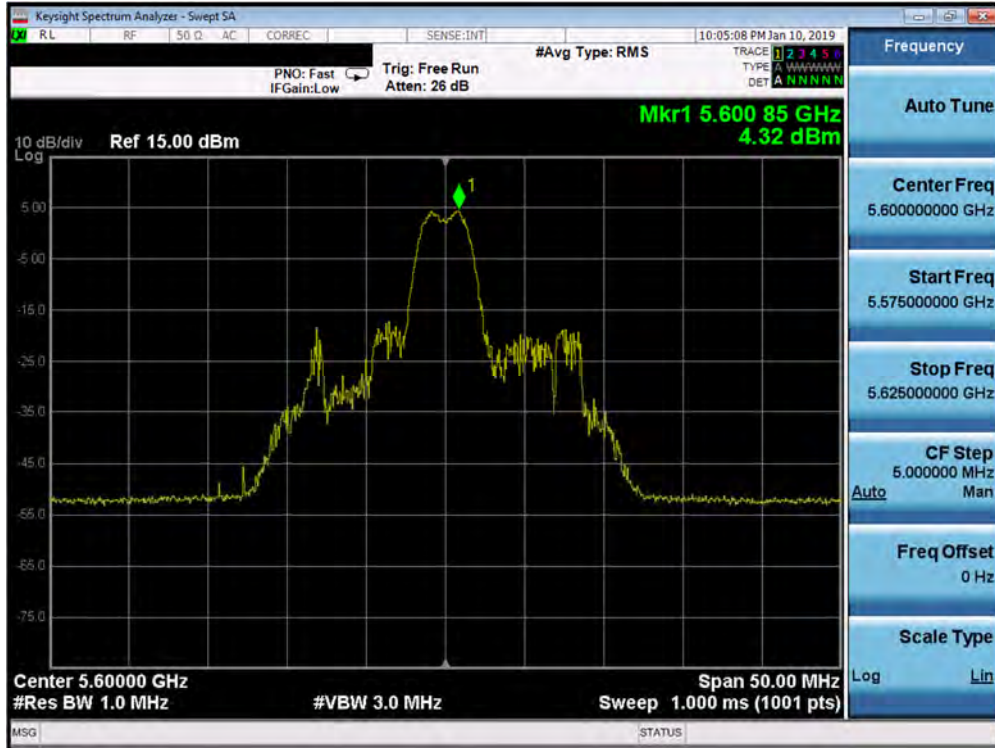 Keysight Spectrum Analyzer - Swept SA
RL RF 50 Ω AC CORREC SENSE:INT 10:05:08 PM Jan 10, 2019
PNO: Fast
IFGain:Low
Trig: Free Run
Atten: 26 dB
#Avg Type: RMS
TRACE 1 2 3 4 5 6
TYPE A WWWWW
DET A N N N N N
Mkr1 5.600 85 GHz
4.32 dBm
10 dB/div Ref 15.00 dBm
Log
5.00
-5.00
-15.0
-25.0
-35.0
-45.0
-55.0
-65.0
-75.0
1
Center 5.60000 GHz Span 50.00 MHz
#Res BW 1.0 MHz #VBW 3.0 MHz Sweep 1.000 ms (1001 pts)
MSG STATUS
Frequency
Auto Tune
Center Freq
5.600000000 GHz
Start Freq
5.575000000 GHz
Stop Freq
5.625000000 GHz
CF Step
5.000000 MHz
Auto Man
Freq Offset
0 Hz
Scale Type
Log Lin